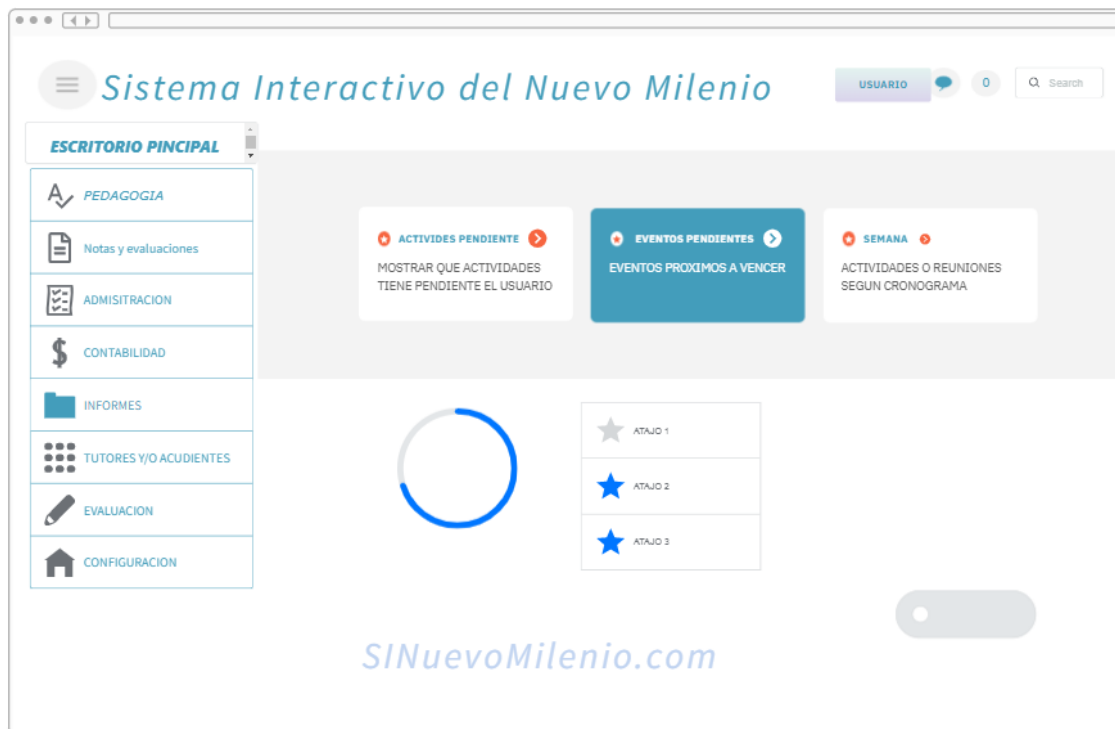 Sistema Interactivo del Nuevo Milenio
USUARIO
0
Search
ESCRITORIO PINCIPAL
PEDAGOGIA
Notas y evaluaciones
ADMISITRACION
CONTABILIDAD
INFORMES
TUTORES Y/O ACUDIENTES
EVALUACION
CONFIGURACION
ACTIVIDES PENDIENTE
MOSTRAR QUE ACTIVIDADES
TIENE PENDIENTE EL USUARIO
EVENTOS PENDIENTES
EVENTOS PROXIMOS A VENCER
SEMANA
ACTIVIDADES O REUNIONES
SEGUN CRONOGRAMA
ATAJO 1
ATAJO 2
ATAJO 3
SINuevoMilenio.com